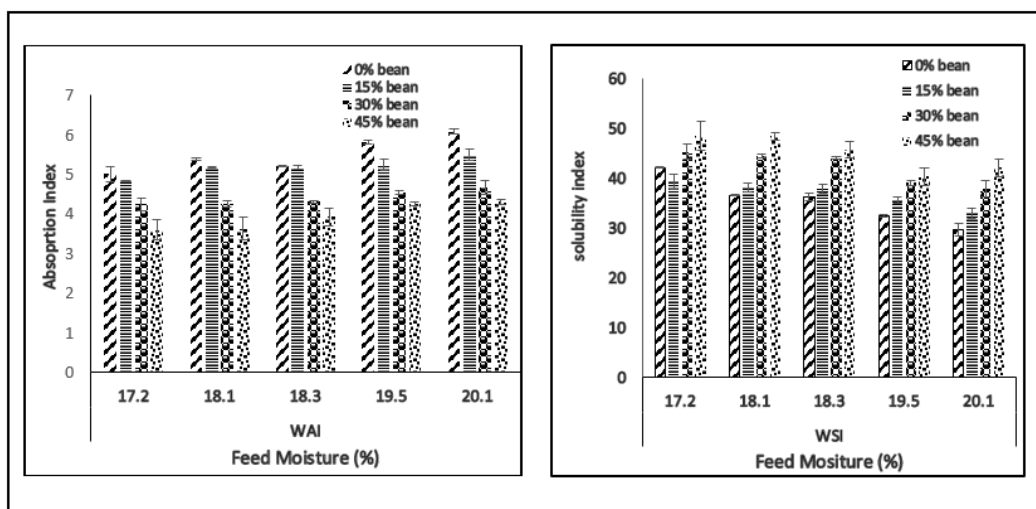 0% bean
15% bean
30% bean
45% bean
7
6
5
4
3
2
1
0
Absoprtion Index
17.2 18.1 18.3 19.5 20.1
WAI
Feed Moisture (%)
0% bean
15% bean
30% bean
45% bean
60
50
40
30
20
10
0
solubility index
17.2 18.1 18.3 19.5 20.1
WSI
Feed Mositure (%)